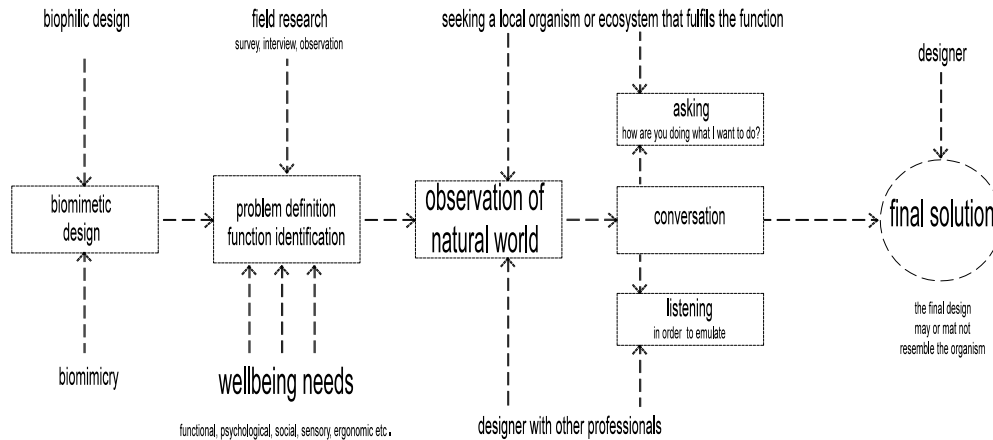 biophilic design
field research
survey, interview, observation
seeking a local organism or ecosystem that fulfils the function
designer
asking
how are you doing what I want to do?
biomimetic
design
problem definition
function identification
observation of
natural world
conversation
final solution
listening
in order to emulate
the final design
may or mat not
resemble the organism
biomimicry
wellbeing needs
functional, psychological, social, sensory, ergonomic etc.
designer with other professionals